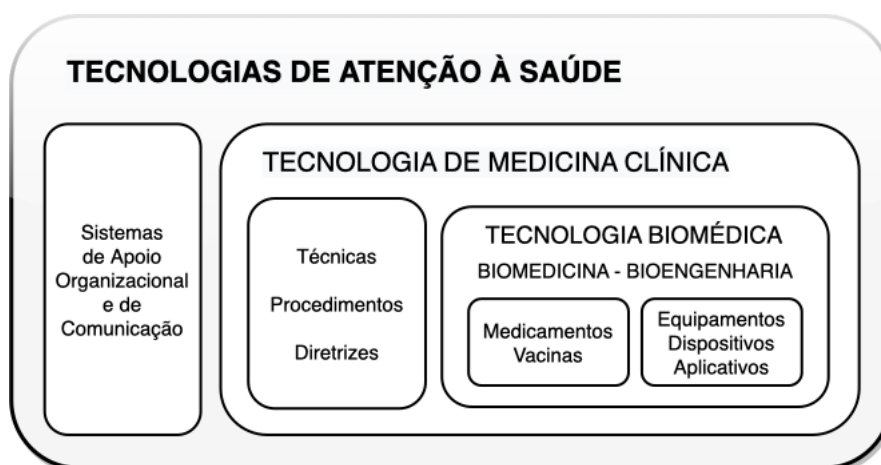 TECNOLOGIAS DE ATENÇÃO À SAÚDE
Sistemas
de Apoio
Organizacional
e de
Comunicação
TECNOLOGIA DE MEDICINA CLÍNICA
Técnicas
Procedimentos
Diretrizes
TECNOLOGIA BIOMÉDICA
BIOMEDICINA - BIOENGENHARIA
Medicamentos
Vacinas
Equipamentos
Dispositivos
Aplicativos